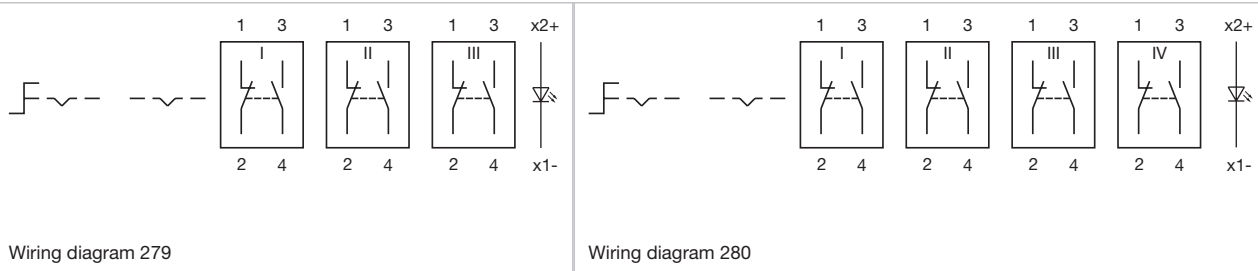 1 3 1 3 1 3 x2+
I II III
2 4 2 4 2 4 x1-
Wiring diagram 279
1 3 1 3 1 3 1 3 x2+
I II III IV
2 4 2 4 2 4 2 4 x1-
Wiring diagram 280